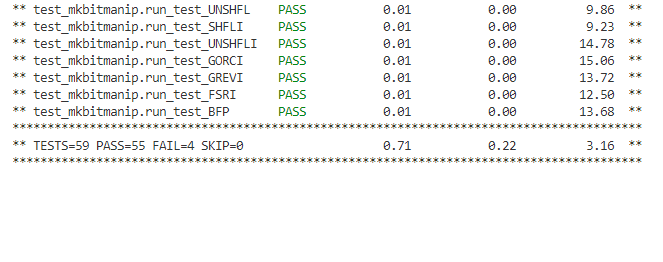 ** test_mkbitmanip.run_test_UNSHFL PASS 0.01 0.00 9.86 **
** test_mkbitmanip.run_test_SHFLI PASS 0.01 0.00 9.23 **
** test_mkbitmanip.run_test_UNSHFLI PASS 0.01 0.00 14.78 **
** test_mkbitmanip.run_test_GORCI PASS 0.01 0.00 15.06 **
** test_mkbitmanip.run_test_GREVI PASS 0.01 0.00 13.72 **
** test_mkbitmanip.run_test_FSRI PASS 0.01 0.00 12.50 **
** test_mkbitmanip.run_test_BFP PASS 0.01 0.00 13.68 **
******************************************************************************************
** TESTS=59 PASS=55 FAIL=4 SKIP=0 0.71 0.22 3.16 **
******************************************************************************************